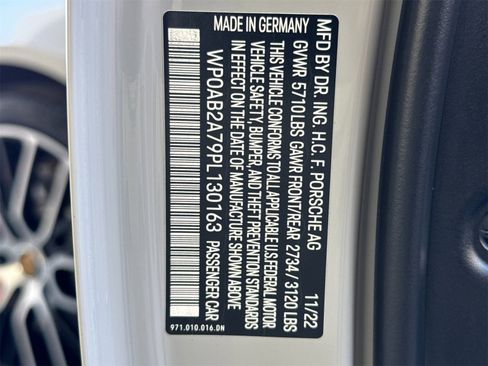 MFD BY DR. ING. H.C. F. PORSCHE AG 11/22
GVWR 5710LBS GAWR FRONT/REAR 2734/3120 LBS
THIS VEHICLE CONFORMS TO ALL APPLICABLE U.S. FEDERAL MOTOR
VEHICLE SAFETY, BUMPER, AND THEFT PREVENTION STANDARDS
IN EFFECT ON THE DATE OF MANUFACTURE SHOWN ABOVE
WP0AB2A79PL130163 PASSENGER CAR
MADE IN GERMANY 971.010.016.DN